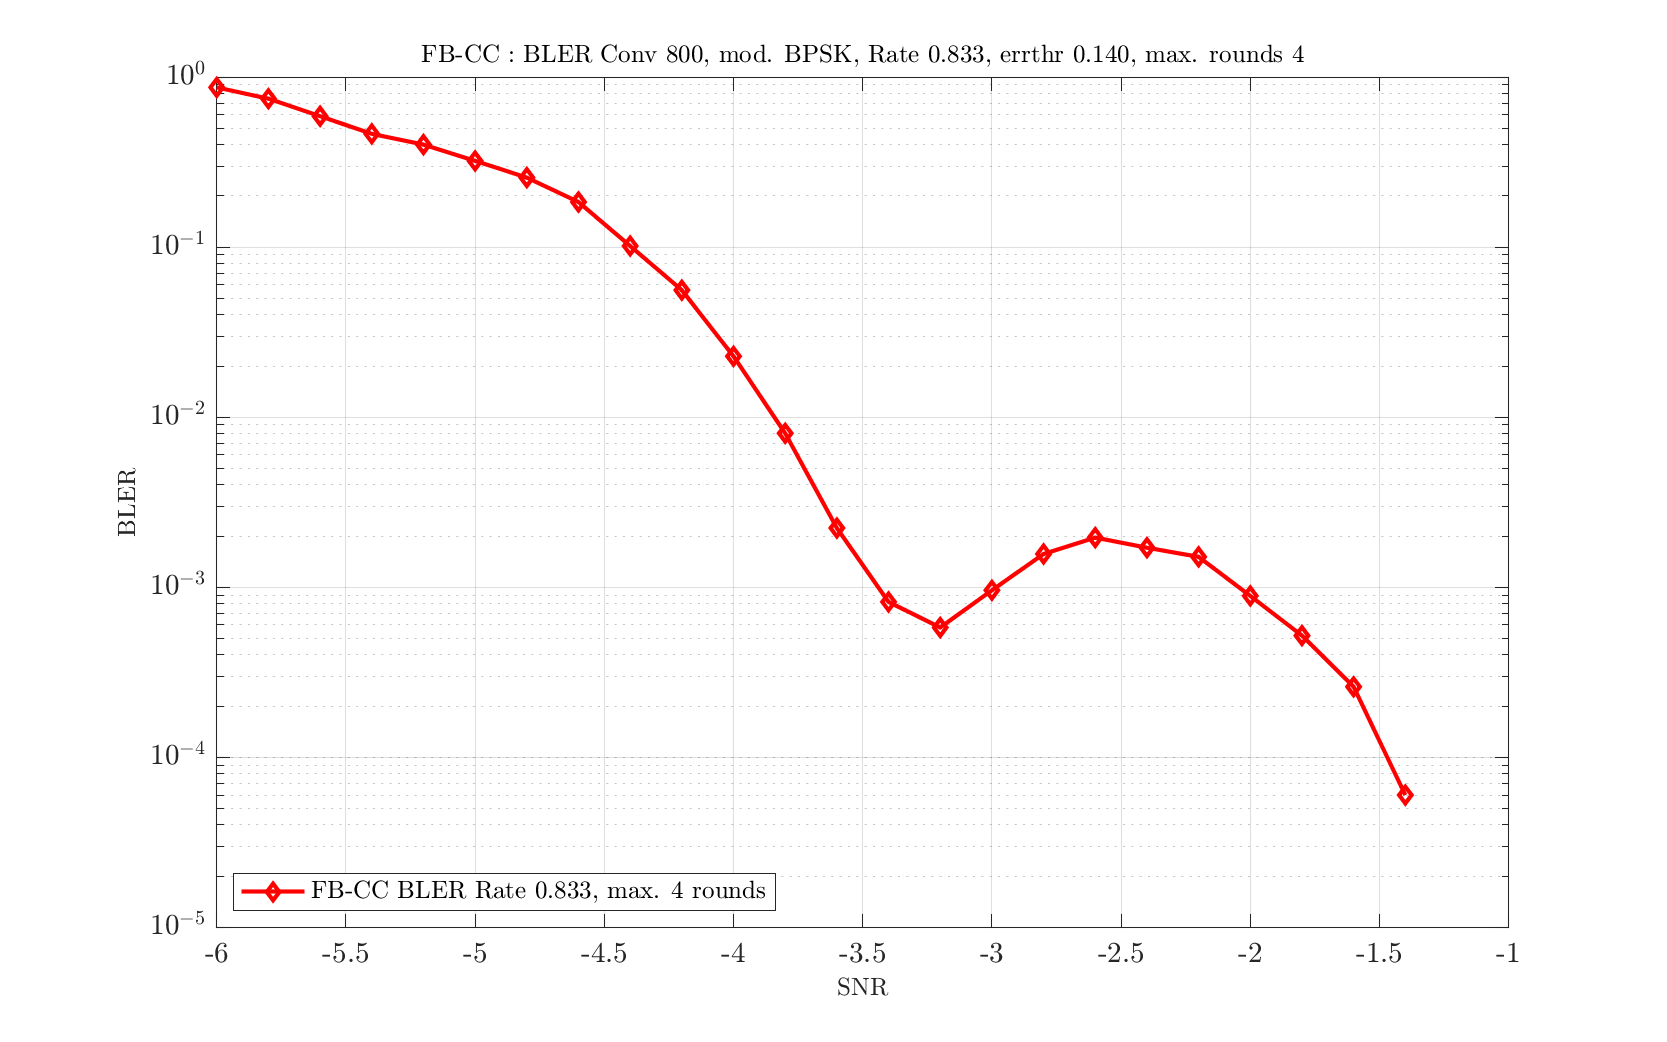 FB-CC : BLER Conv 800, mod. BPSK, Rate 0.833, errthr 0.140, max. rounds 4
10^0
10^-1
10^-2
10^-3
10^-4
10^-5
BLER
FB-CC BLER Rate 0.833, max. 4 rounds
-6 -5.5 -5 -4.5 -4 -3.5 -3 -2.5 -2 -1.5 -1
SNR